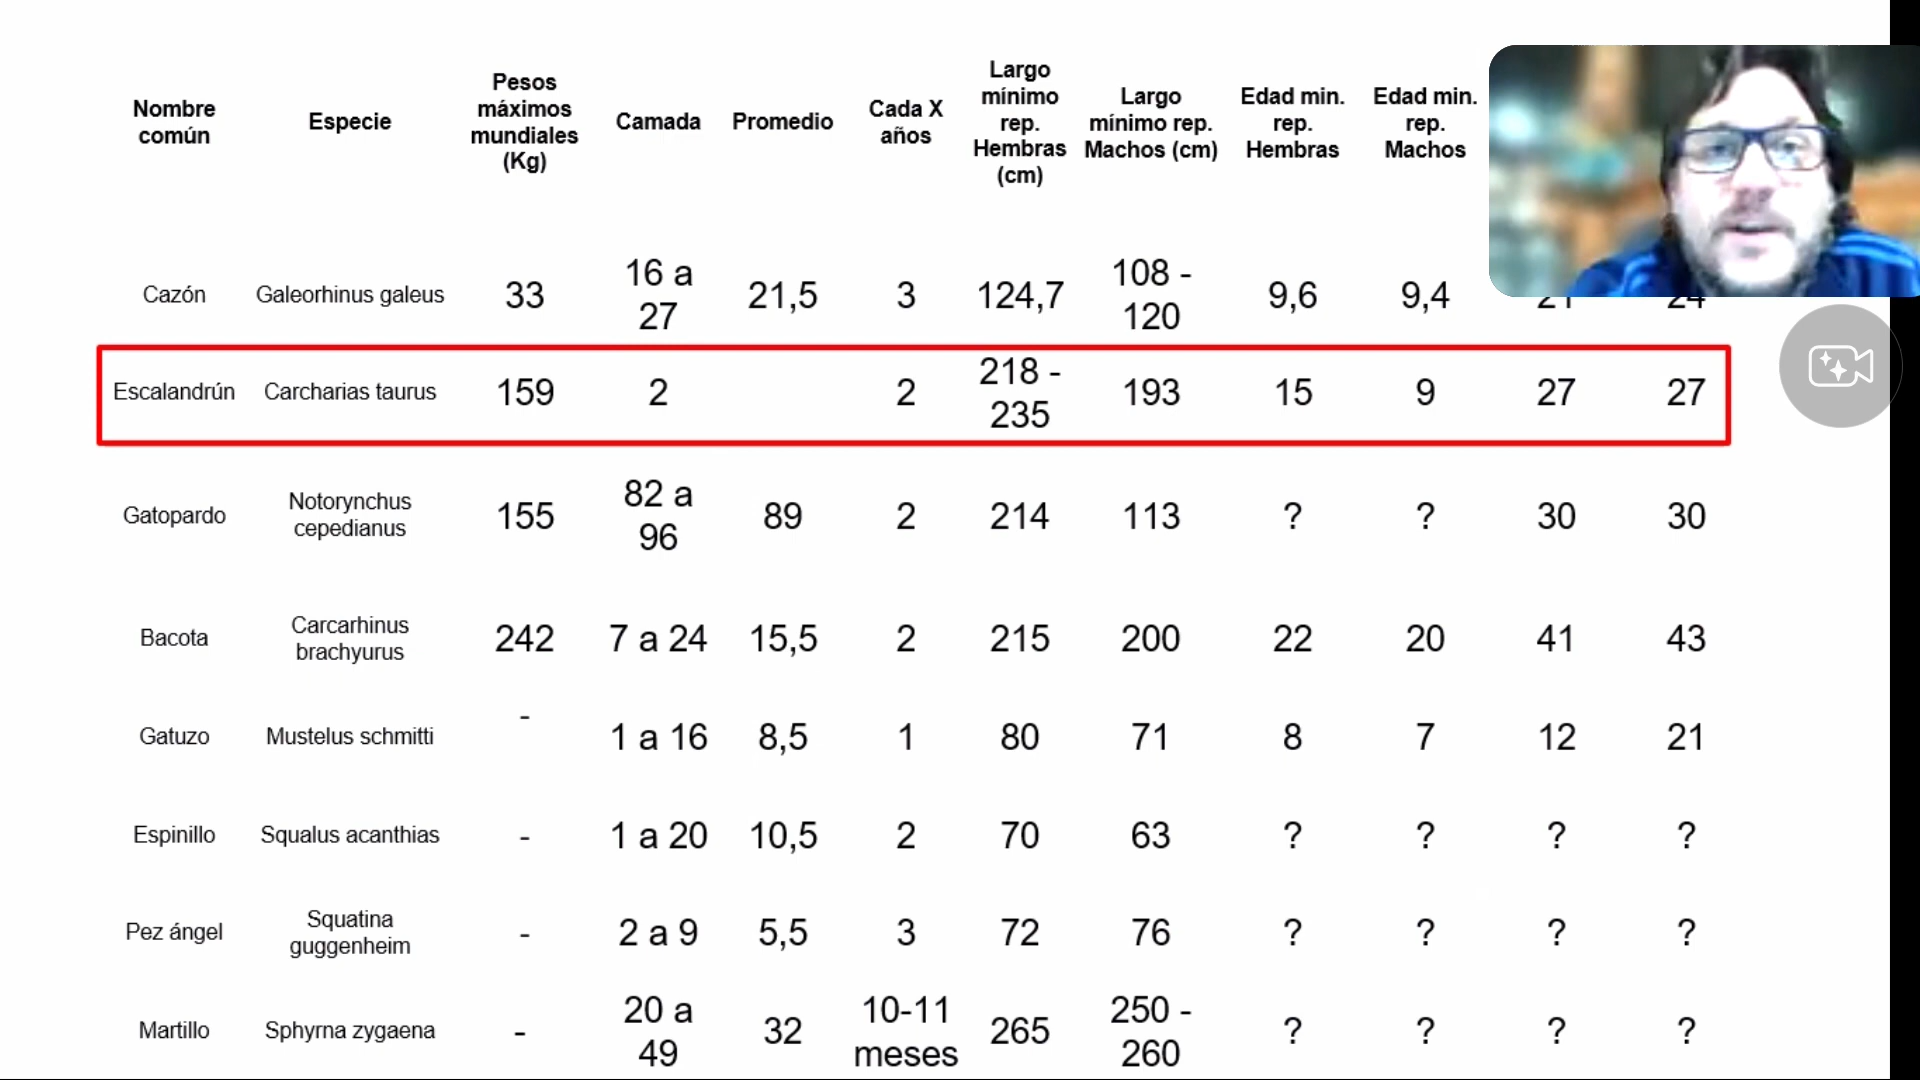 Nombre común Especie Pesos máximos mundiales (Kg) Camada Promedio Cada X años Largo mínimo rep. Hembras (cm) Largo mínimo rep. Machos (cm) Edad min. rep. Hembras Edad min. rep. Machos
Cazón Galeorhinus galeus 33 16 a 27 21,5 3 124,7 108 - 120 9,6 9,4 21 24
Escalandrún Carcharias taurus 159 2 2 218 - 235 193 15 9 27 27
Gatopardo Notorynchus cepedianus 155 82 a 96 89 2 214 113 ? ? 30 30
Bacota Carcarhinus brachyurus 242 7 a 24 15,5 2 215 200 22 20 41 43
Gatuzo Mustelus schmitti - 1 a 16 8,5 1 80 71 8 7 12 21
Espinillo Squalus acanthias - 1 a 20 10,5 2 70 63 ? ? ? ?
Pez ángel Squatina guggenheim - 2 a 9 5,5 3 72 76 ? ? ? ?
Martillo Sphyrna zygaena - 20 a 49 32 10-11 meses 265 250 - 260 ? ? ? ?